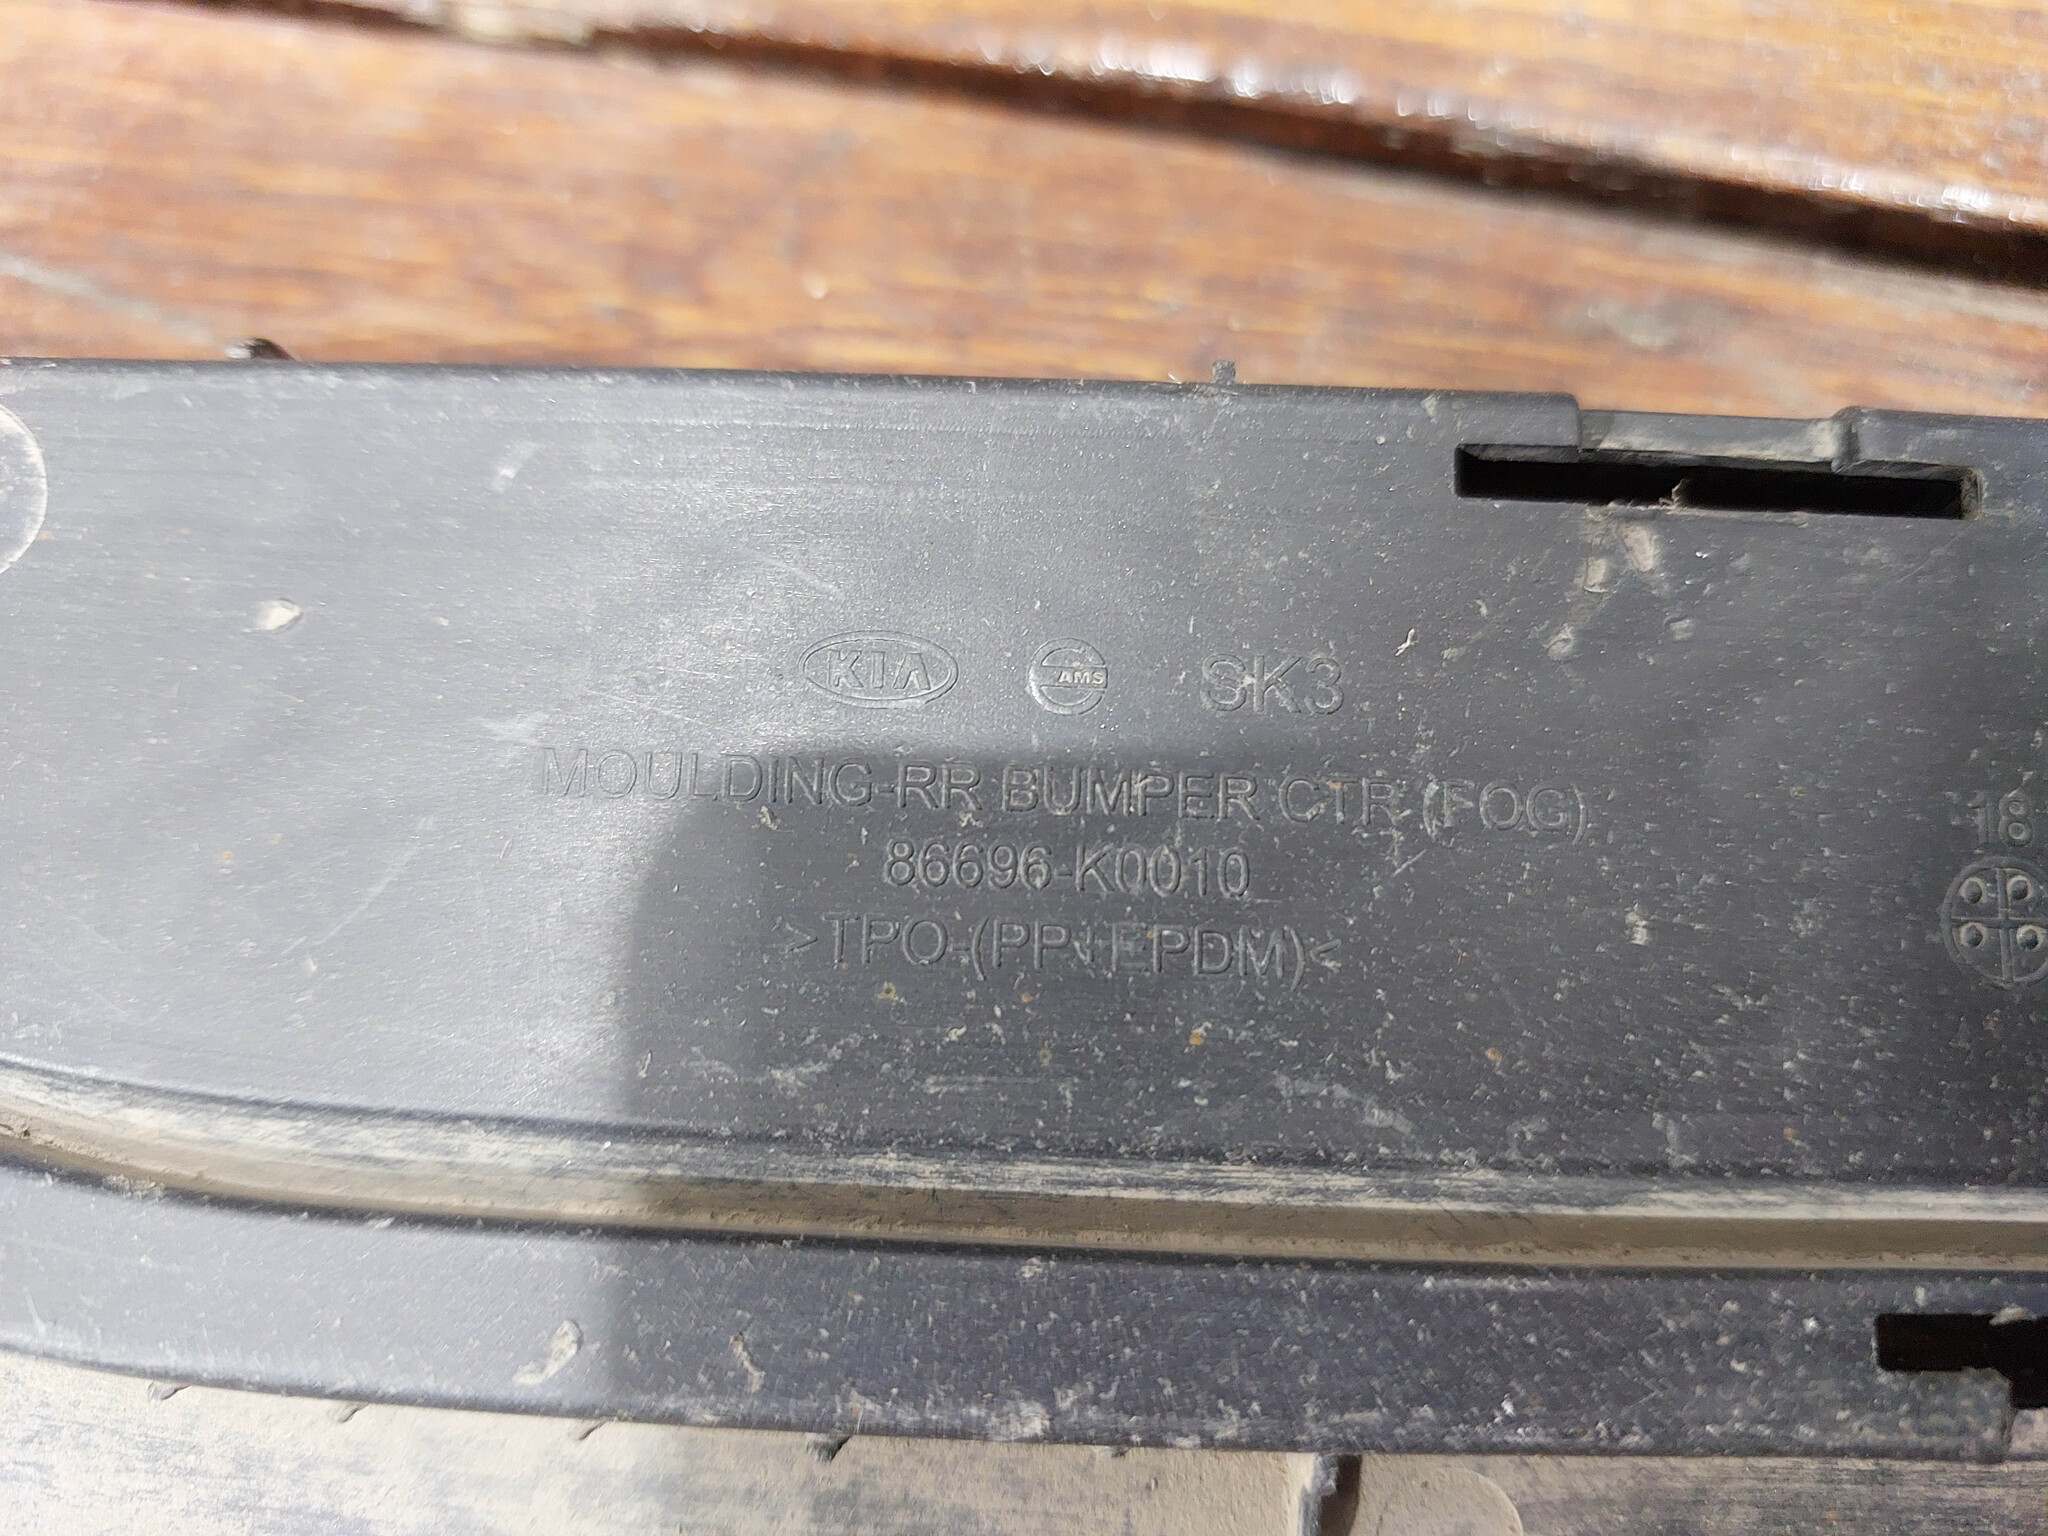 KIA AMS SK3
MOULDING-RR BUMPER CTR (FOG)
86696-K0010
>TPO-(PP+EPDM)<
18